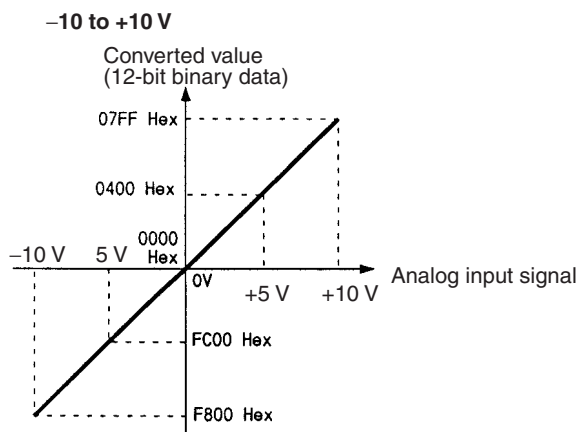 −10 to +10 V
Converted value
(12-bit binary data)
07FF Hex
0400 Hex
0000
Hex
−10 V
5 V
0V
+5 V
+10 V
Analog input signal
FC00 Hex
F800 Hex